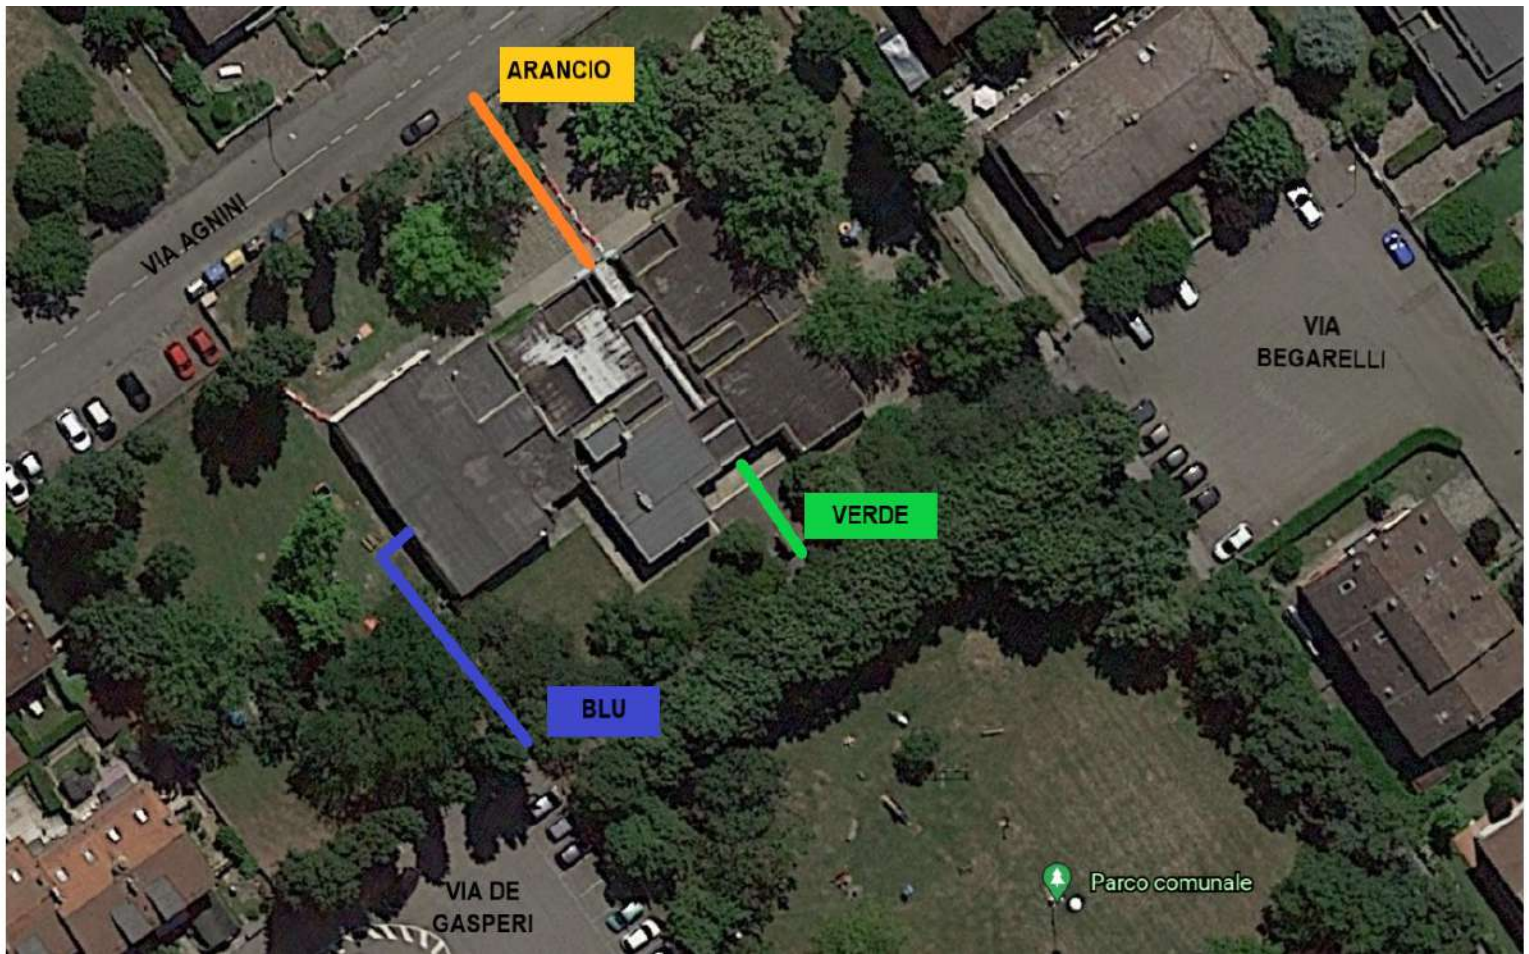 ARANCIO
VIA AGNINI
VIA
BEGARELLI
VERDE
BLU
VIA DE
GASPERI
Parco comunale